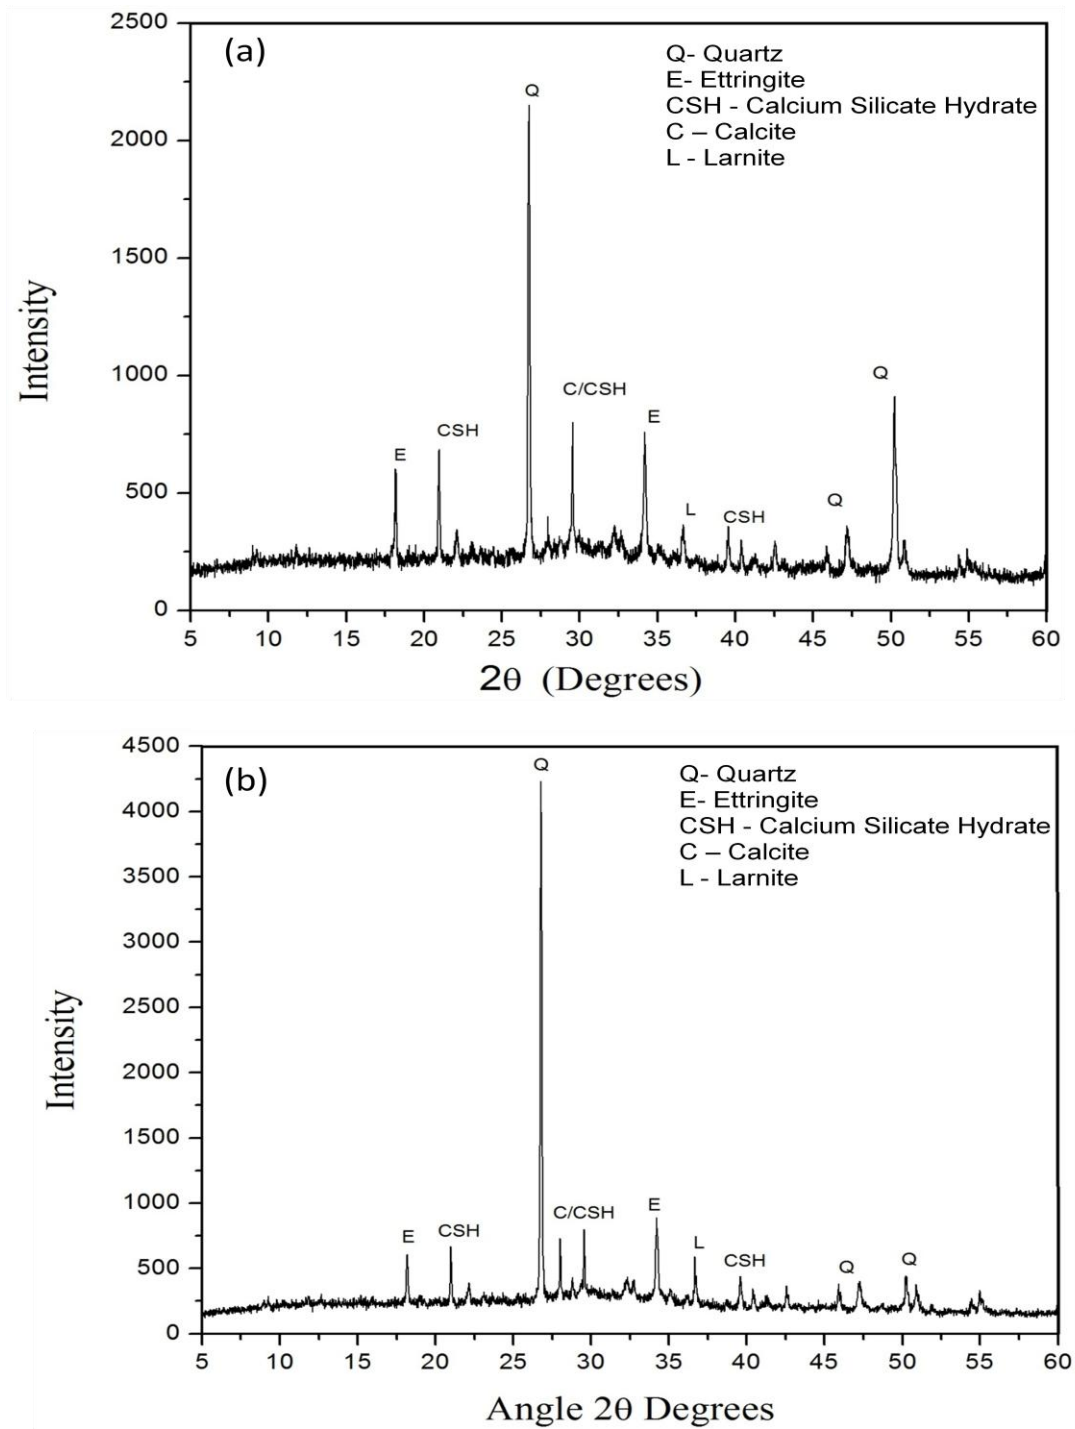 2500
(a)
Q- Quartz
E- Ettringite
CSH - Calcium Silicate Hydrate
C – Calcite
L - Larnite
Q
2000
1500
Intensity
1000
Q
C/CSH
E
CSH
E
500
L
CSH
Q
0
5 10 15 20 25 30 35 40 45 50 55 60
2θ (Degrees)
4500
(b)
Q
Q- Quartz
E- Ettringite
CSH - Calcium Silicate Hydrate
C – Calcite
L - Larnite
4000
3500
3000
2500
Intensity
2000
1500
1000
E
C/CSH
CSH
E
L
CSH
Q
Q
500
0
5 10 15 20 25 30 35 40 45 50 55 60
Angle 2θ Degrees